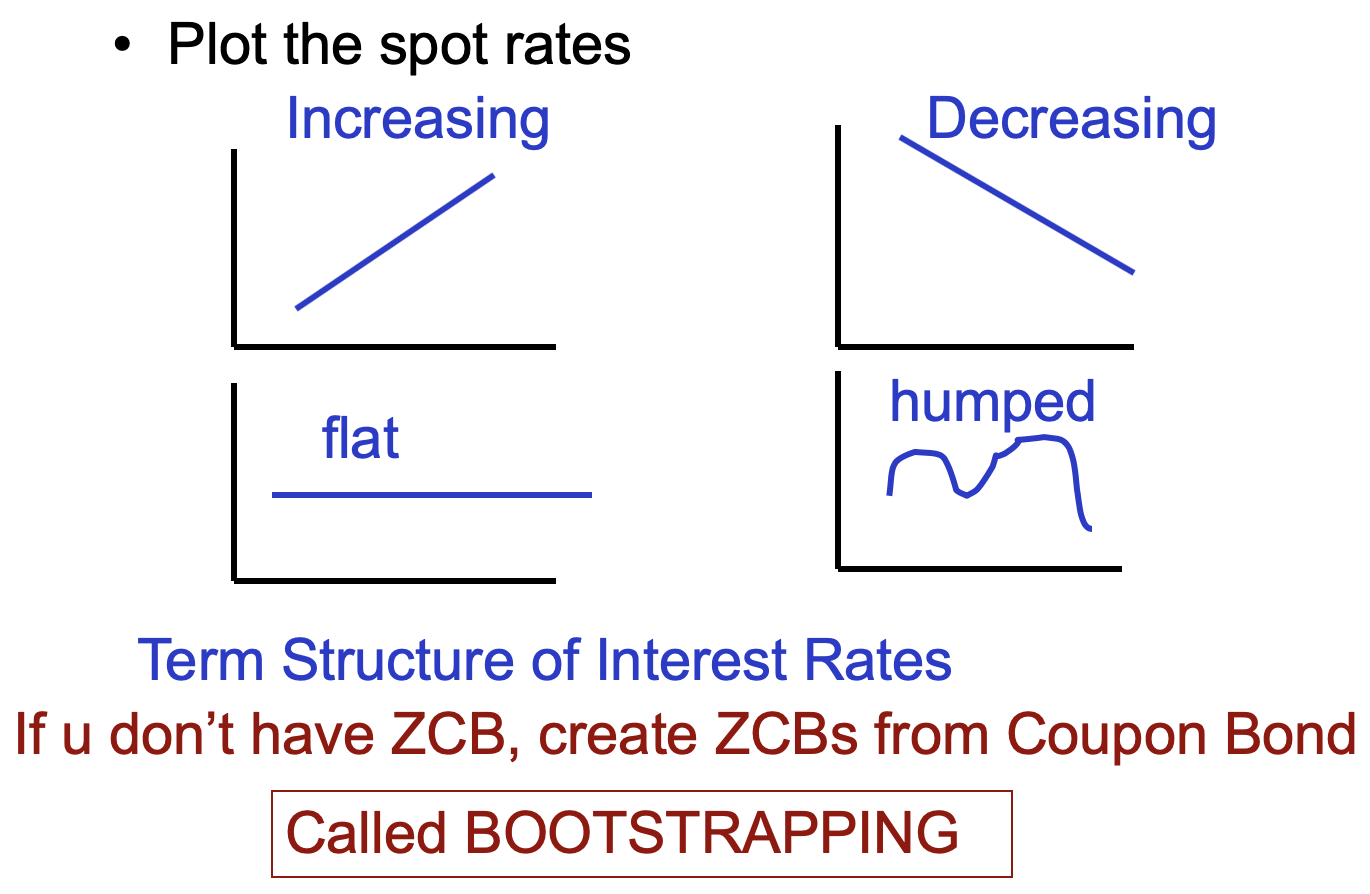 • Plot the spot rates
Increasing
Decreasing
flat
humped
Term Structure of Interest Rates
If u don’t have ZCB, create ZCBs from Coupon Bond
Called BOOTSTRAPPING